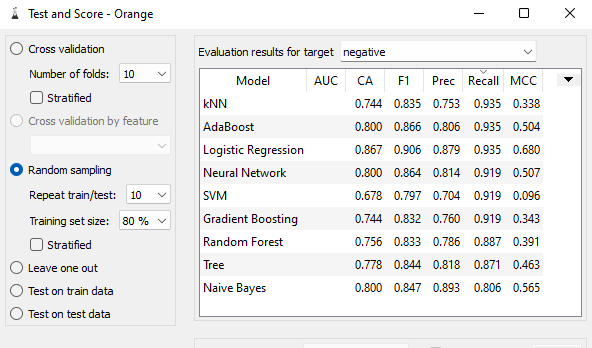 Test and Score - Orange
Cross validation
Number of folds: 10
Stratified
Cross validation by feature
Random sampling
Repeat train/test: 10
Training set size: 80 %
Stratified
Leave one out
Test on train data
Test on test data
Evaluation results for target negative
Model AUC CA F1 Prec Recall MCC
kNN 0.744 0.835 0.753 0.935 0.338
AdaBoost 0.800 0.866 0.806 0.935 0.504
Logistic Regression 0.867 0.906 0.879 0.935 0.680
Neural Network 0.800 0.864 0.814 0.919 0.507
SVM 0.678 0.797 0.704 0.919 0.096
Gradient Boosting 0.744 0.832 0.760 0.919 0.343
Random Forest 0.756 0.833 0.786 0.887 0.391
Tree 0.778 0.844 0.818 0.871 0.463
Naive Bayes 0.800 0.847 0.893 0.806 0.565